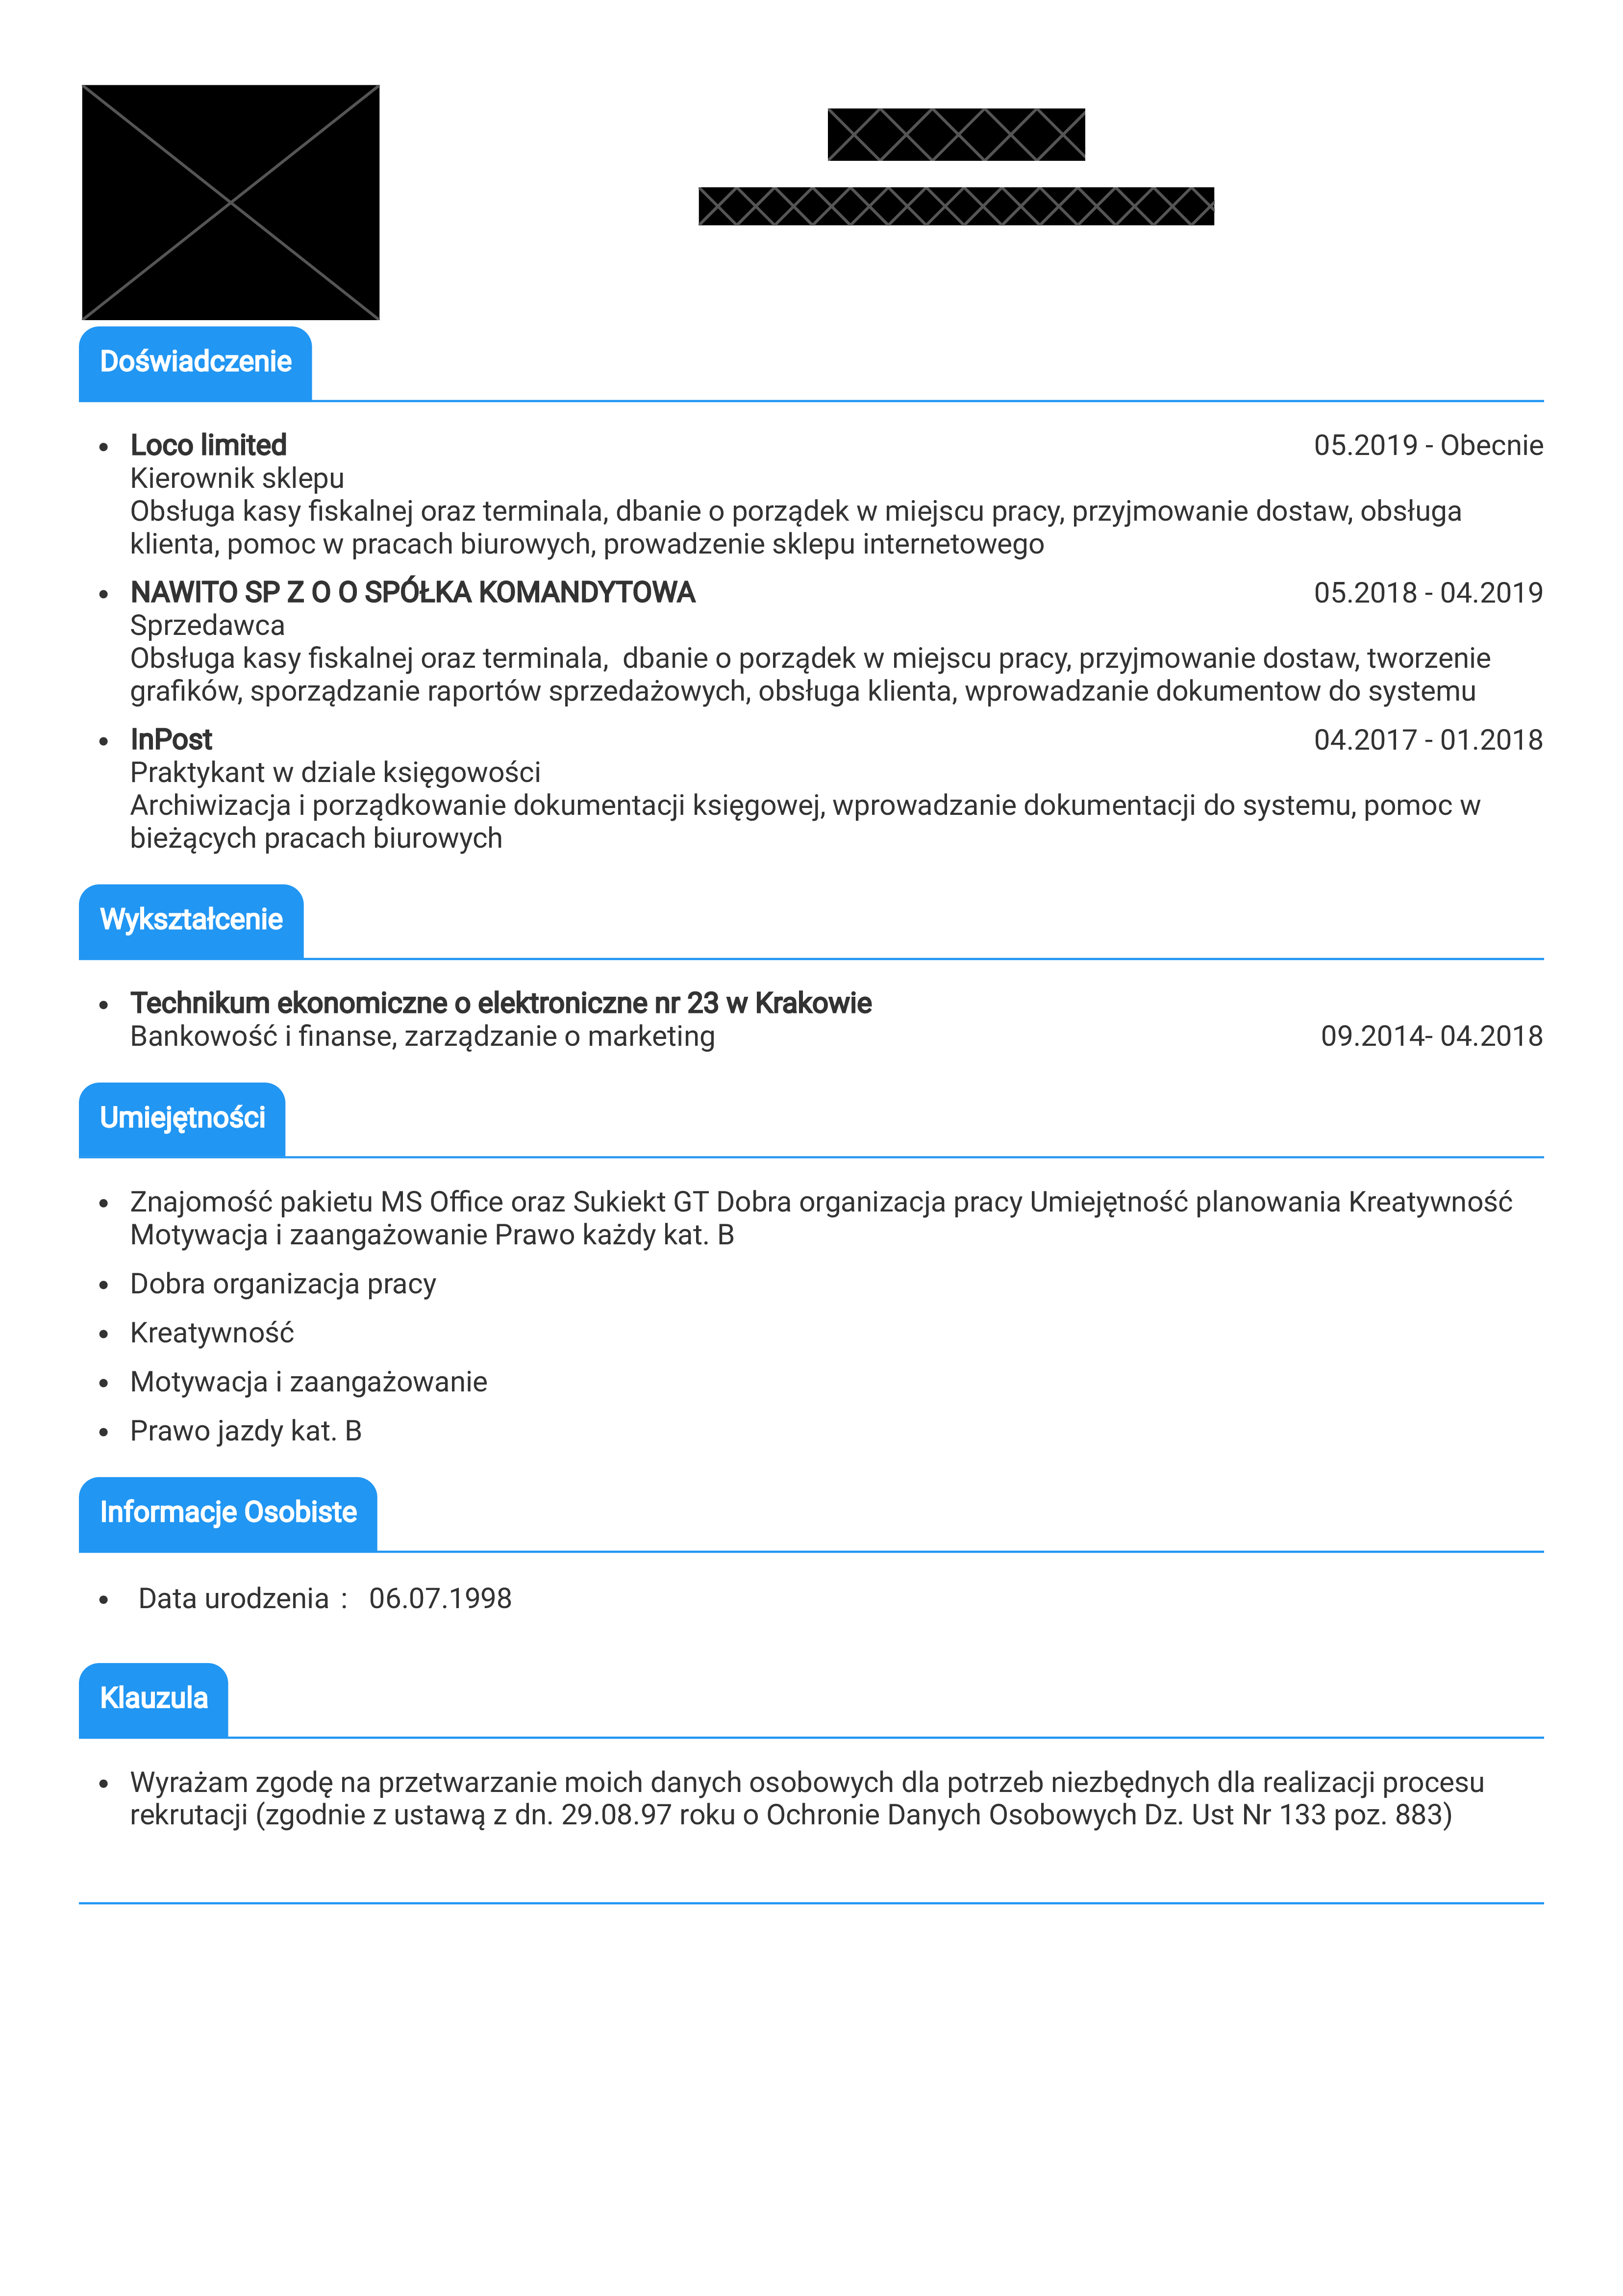 Doświadczenie
Loco limited 05.2019 - Obecnie
Kierownik sklepu
Obsługa kasy fiskalnej oraz terminala, dbanie o porządek w miejscu pracy, przyjmowanie dostaw, obsługa
klienta, pomoc w pracach biurowych, prowadzenie sklepu internetowego
NAWITO SP Z O O SPÓŁKA KOMANDYTOWA 05.2018 - 04.2019
Sprzedawca
Obsługa kasy fiskalnej oraz terminala, dbanie o porządek w miejscu pracy, przyjmowanie dostaw, tworzenie
grafików, sporządzanie raportów sprzedażowych, obsługa klienta, wprowadzanie dokumentow do systemu
InPost 04.2017 - 01.2018
Praktykant w dziale księgowości
Archiwizacja i porządkowanie dokumentacji księgowej, wprowadzanie dokumentacji do systemu, pomoc w
bieżących pracach biurowych
Wykształcenie
Technikum ekonomiczne o elektroniczne nr 23 w Krakowie
Bankowość i finanse, zarządzanie o marketing 09.2014- 04.2018
Umiejętności
Znajomość pakietu MS Office oraz Sukiekt GT Dobra organizacja pracy Umiejętność planowania Kreatywność
Motywacja i zaangażowanie Prawo każdy kat. B
Dobra organizacja pracy
Kreatywność
Motywacja i zaangażowanie
Prawo jazdy kat. B
Informacje Osobiste
Data urodzenia : 06.07.1998
Klauzula
Wyrażam zgodę na przetwarzanie moich danych osobowych dla potrzeb niezbędnych dla realizacji procesu
rekrutacji (zgodnie z ustawą z dn. 29.08.97 roku o Ochronie Danych Osobowych Dz. Ust Nr 133 poz. 883)